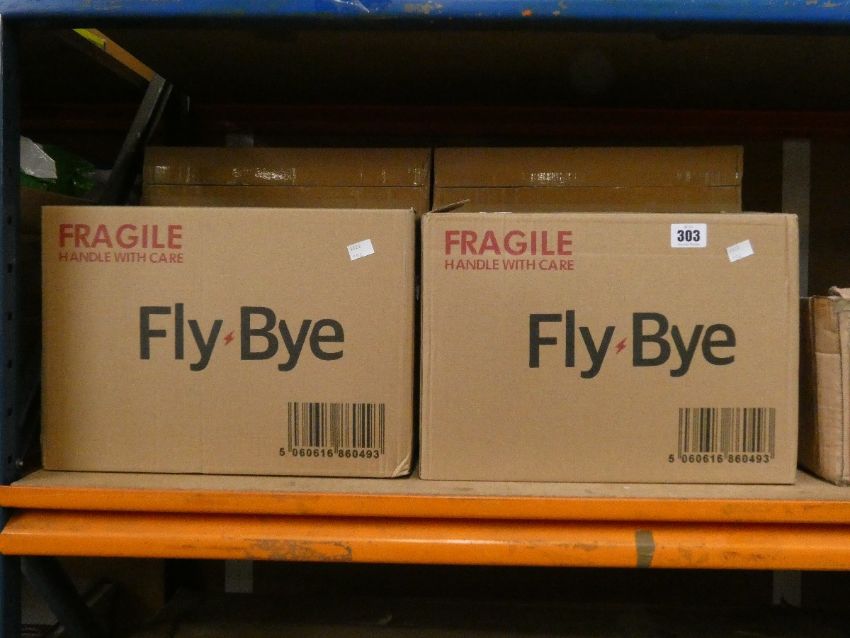 FRAGILE
HANDLE WITH CARE
Fly Bye
5 060616 860493
FRAGILE
HANDLE WITH CARE
303
Fly Bye
5 060616 860493